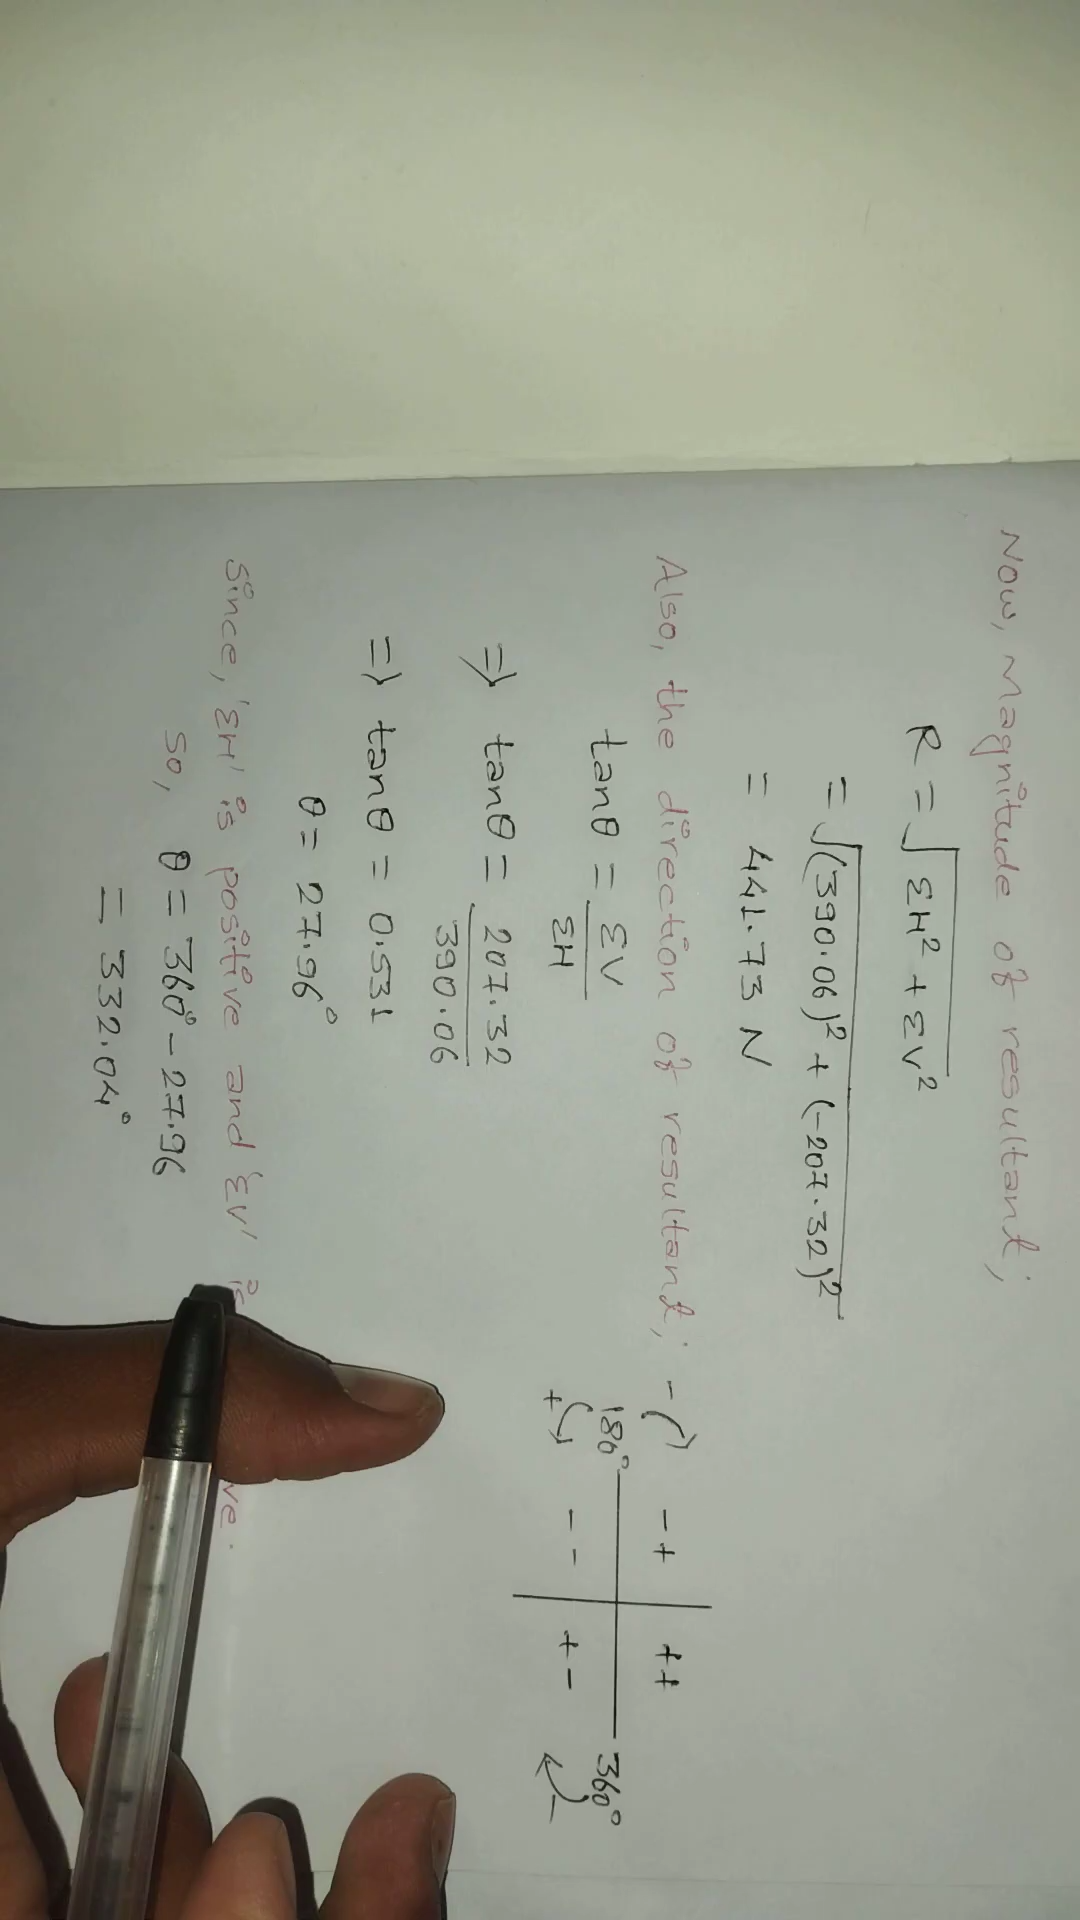 Now, Magnitude of resultant;
R = √ΣH² + ΣV²
= √(390.06)² + (-207.32)²
= 441.73 N
Also, the direction of resultant;
tanθ = ΣV/ΣH
⇒ tanθ = 207.32/390.06
⇒ tanθ = 0.531
θ = 27.96°
Since, 'ΣH' is positive and 'ΣV' is
So, θ = 360° - 27.96
= 332.04°
-
- + ++
180° 360°
+ - - + - -